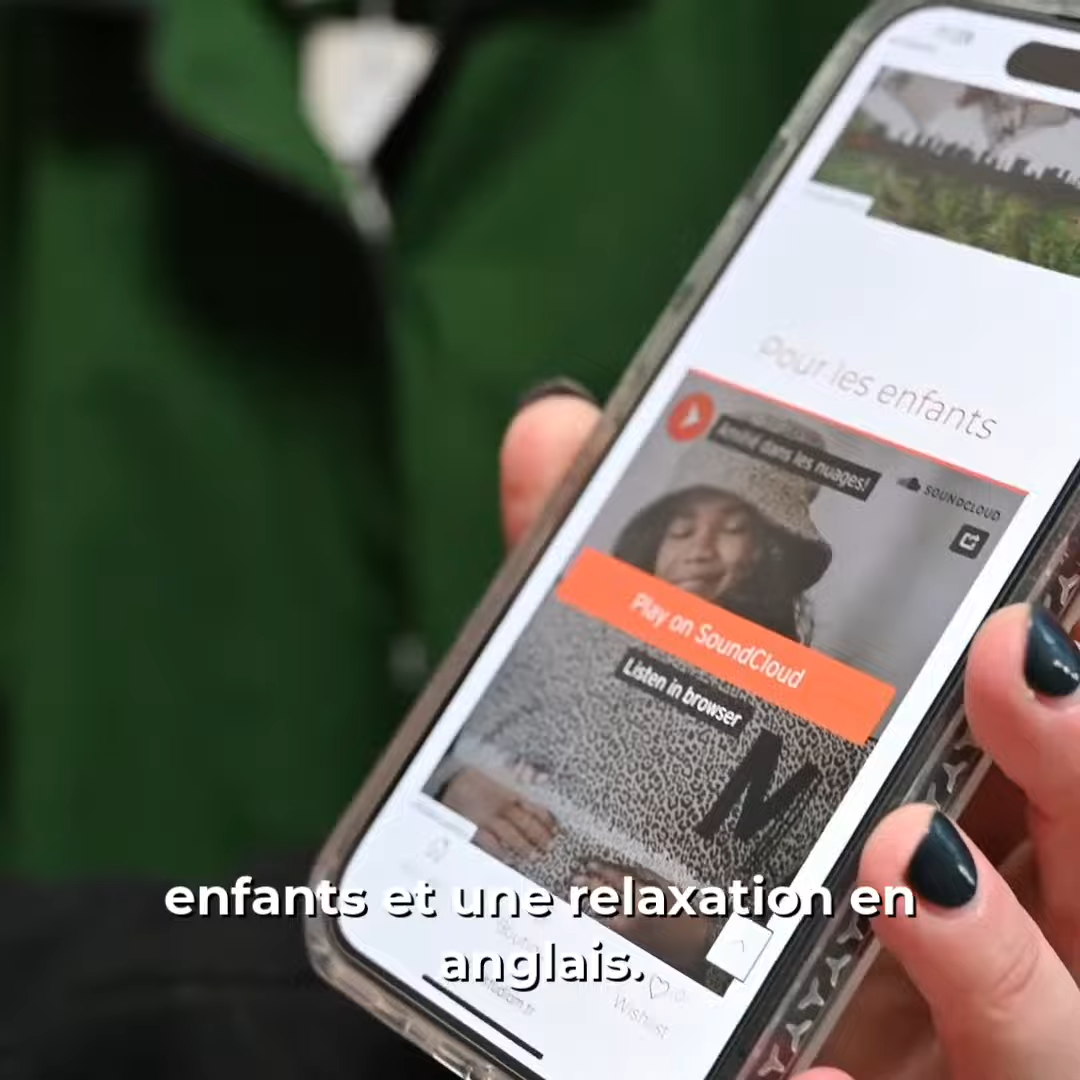 Pour les enfants
dans les nuages!
SOUNDCLOUD
Play on SoundCloud
Listen in browser
N
enfants et une relaxation en
anglais.
Wishlist